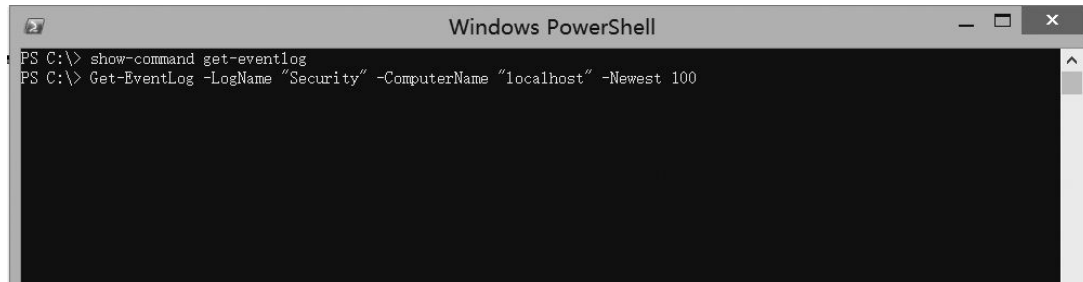 Windows PowerShell
PS C:\> show-command get-eventlog
PS C:\> Get-EventLog -LogName "Security" -ComputerName "localhost" -Newest 100